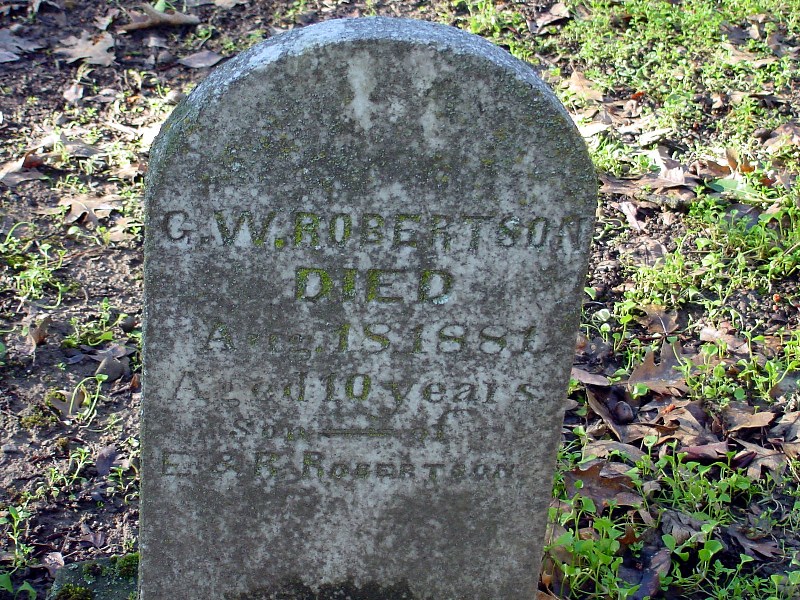 G.W. ROBERTSON
DIED
Aug. 18 1881.
Aged 10 years
Son of
E. & R. ROBERTSON